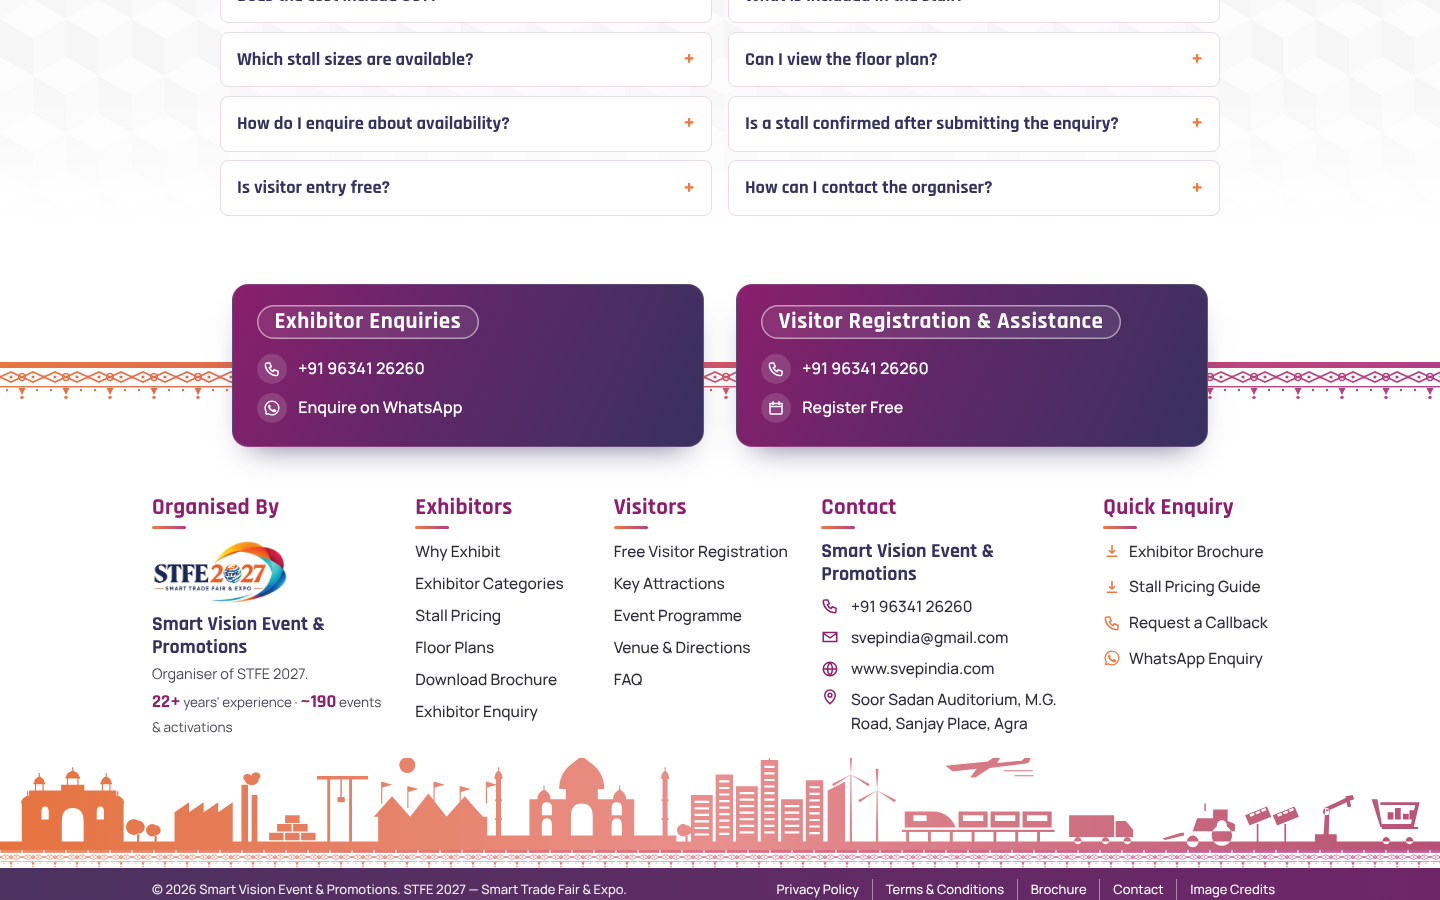 Which stall sizes are available? +
Can I view the floor plan? +
How do I enquire about availability? +
Is a stall confirmed after submitting the enquiry? +
Is visitor entry free? +
How can I contact the organiser? +
Exhibitor Enquiries
+91 96341 26260
Enquire on WhatsApp
Visitor Registration & Assistance
+91 96341 26260
Register Free
Organised By
STFE2027
SMART TRADE FAIR & EXPO
Smart Vision Event &
Promotions
Organiser of STFE 2027.
22+ years' experience · ~190 events
& activations
Exhibitors
Why Exhibit
Exhibitor Categories
Stall Pricing
Floor Plans
Download Brochure
Exhibitor Enquiry
Visitors
Free Visitor Registration
Key Attractions
Event Programme
Venue & Directions
FAQ
Contact
Smart Vision Event &
Promotions
+91 96341 26260
svepindia@gmail.com
www.svepindia.com
Soor Sadan Auditorium, M.G.
Road, Sanjay Place, Agra
Quick Enquiry
Exhibitor Brochure
Stall Pricing Guide
Request a Callback
WhatsApp Enquiry
© 2026 Smart Vision Event & Promotions. STFE 2027 — Smart Trade Fair & Expo.
Privacy Policy
Terms & Conditions
Brochure
Contact
Image Credits